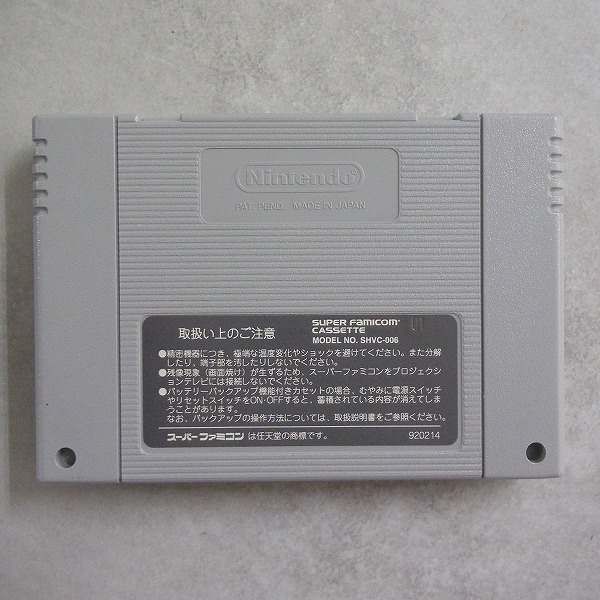 Nintendo
PAT. PEND. MADE IN JAPAN
取扱い上のご注意
SUPER FAMICOM
CASSETTE
MODEL NO. SHVC-006
●精密機器につき、極端な温度変化やショックを避けてください。また分解
したり、端子部を汚したりしないでください。
●残像現象(画面焼け)が生ずるため、スーパーファミコンをプロジェクシ
ョンテレビには接続しないでください。
●バッテリーバックアップ機能付きカセットの場合、むやみに電源スイッチ
やリセットスイッチをON・OFFすると、蓄積されている内容が消えてしま
うことがあります。
なお、バックアップの操作方法については、取扱説明書をご参照ください。
スーパーファミコン は任天堂の商標です。
920214